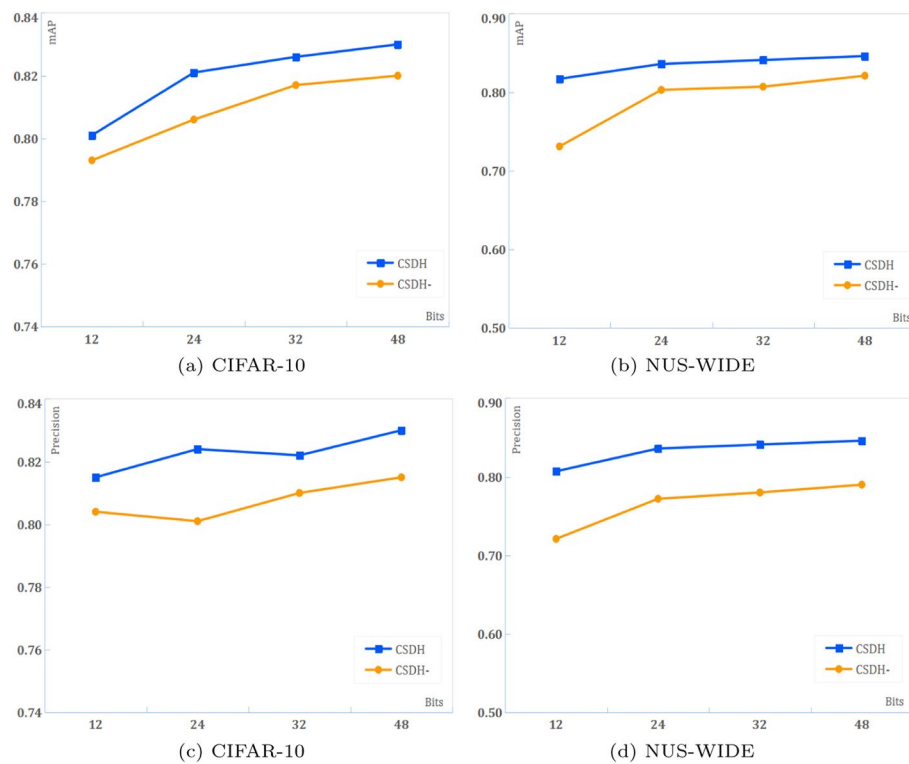 0.84
mAP
0.82
0.80
0.78
0.76
0.74
CSDH
CSDH-
Bits
12 24 32 48
(a) CIFAR-10
0.90
mAP
0.80
0.70
0.60
0.50
CSDH
CSDH-
Bits
12 24 32 48
(b) NUS-WIDE
0.84
Precision
0.82
0.80
0.78
0.76
0.74
CSDH
CSDH-
Bits
12 24 32 48
(c) CIFAR-10
0.90
Precision
0.80
0.70
0.60
0.50
CSDH
CSDH-
Bits
12 24 32 48
(d) NUS-WIDE